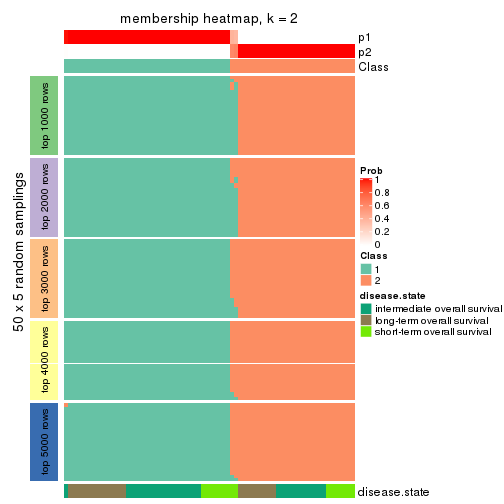 membership heatmap, k = 2
p1
p2
Class
50 x 5 random samplings
top 1000 rows
top 2000 rows
top 3000 rows
top 4000 rows
top 5000 rows
Prob
1
0.8
0.6
0.4
0.2
0
Class
1
2
disease.state
intermediate overall survival
long-term overall survival
short-term overall survival
disease.state